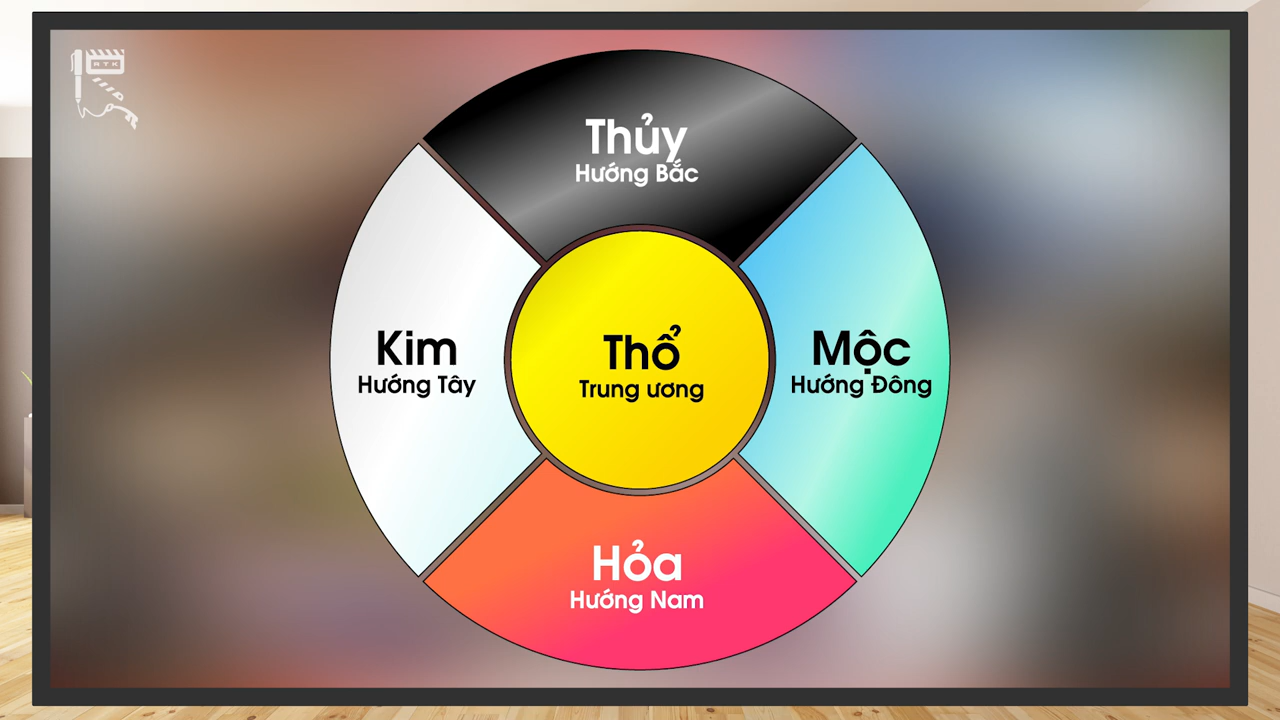 RTK
Thủy
Hướng Bắc
Kim
Hướng Tây
Thổ
Trung ương
Mộc
Hướng Đông
Hỏa
Hướng Nam